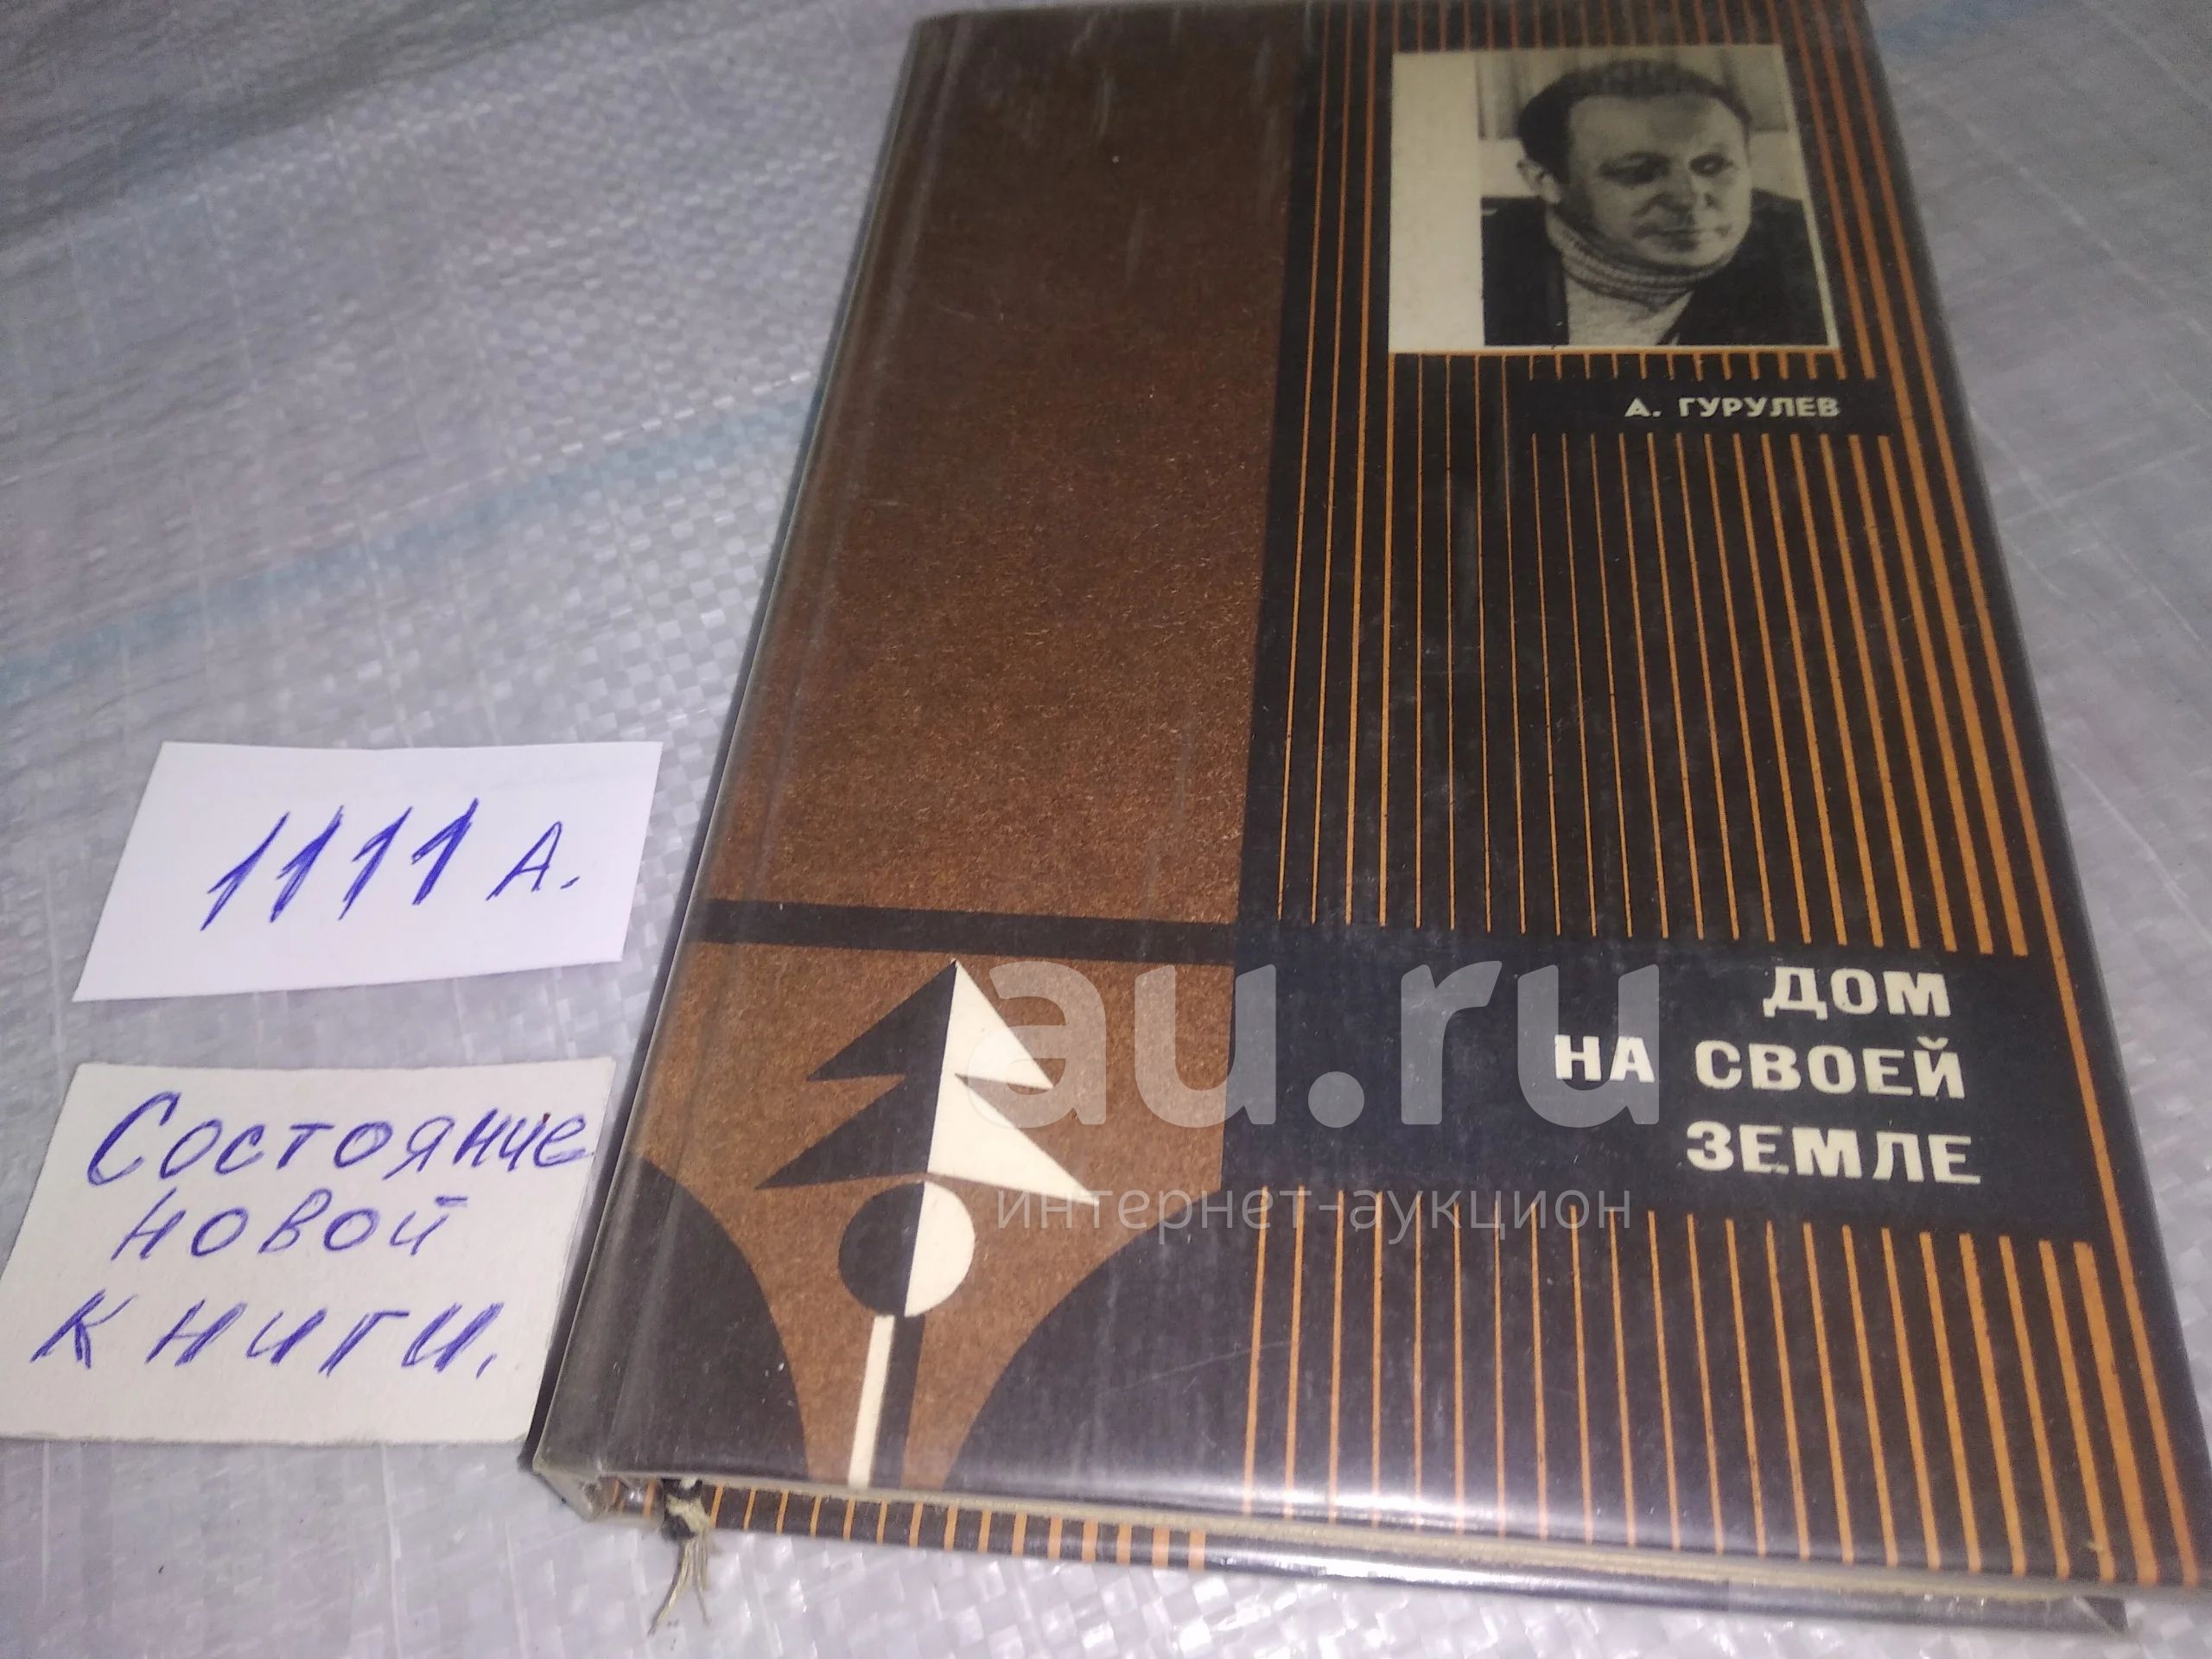 А. ГУРУЛЕВ
1111 А.
ДОМ
НА СВОЕЙ
ЗЕМЛЕ
au.ru
интернет-аукцион
Состояние
новой
книги.